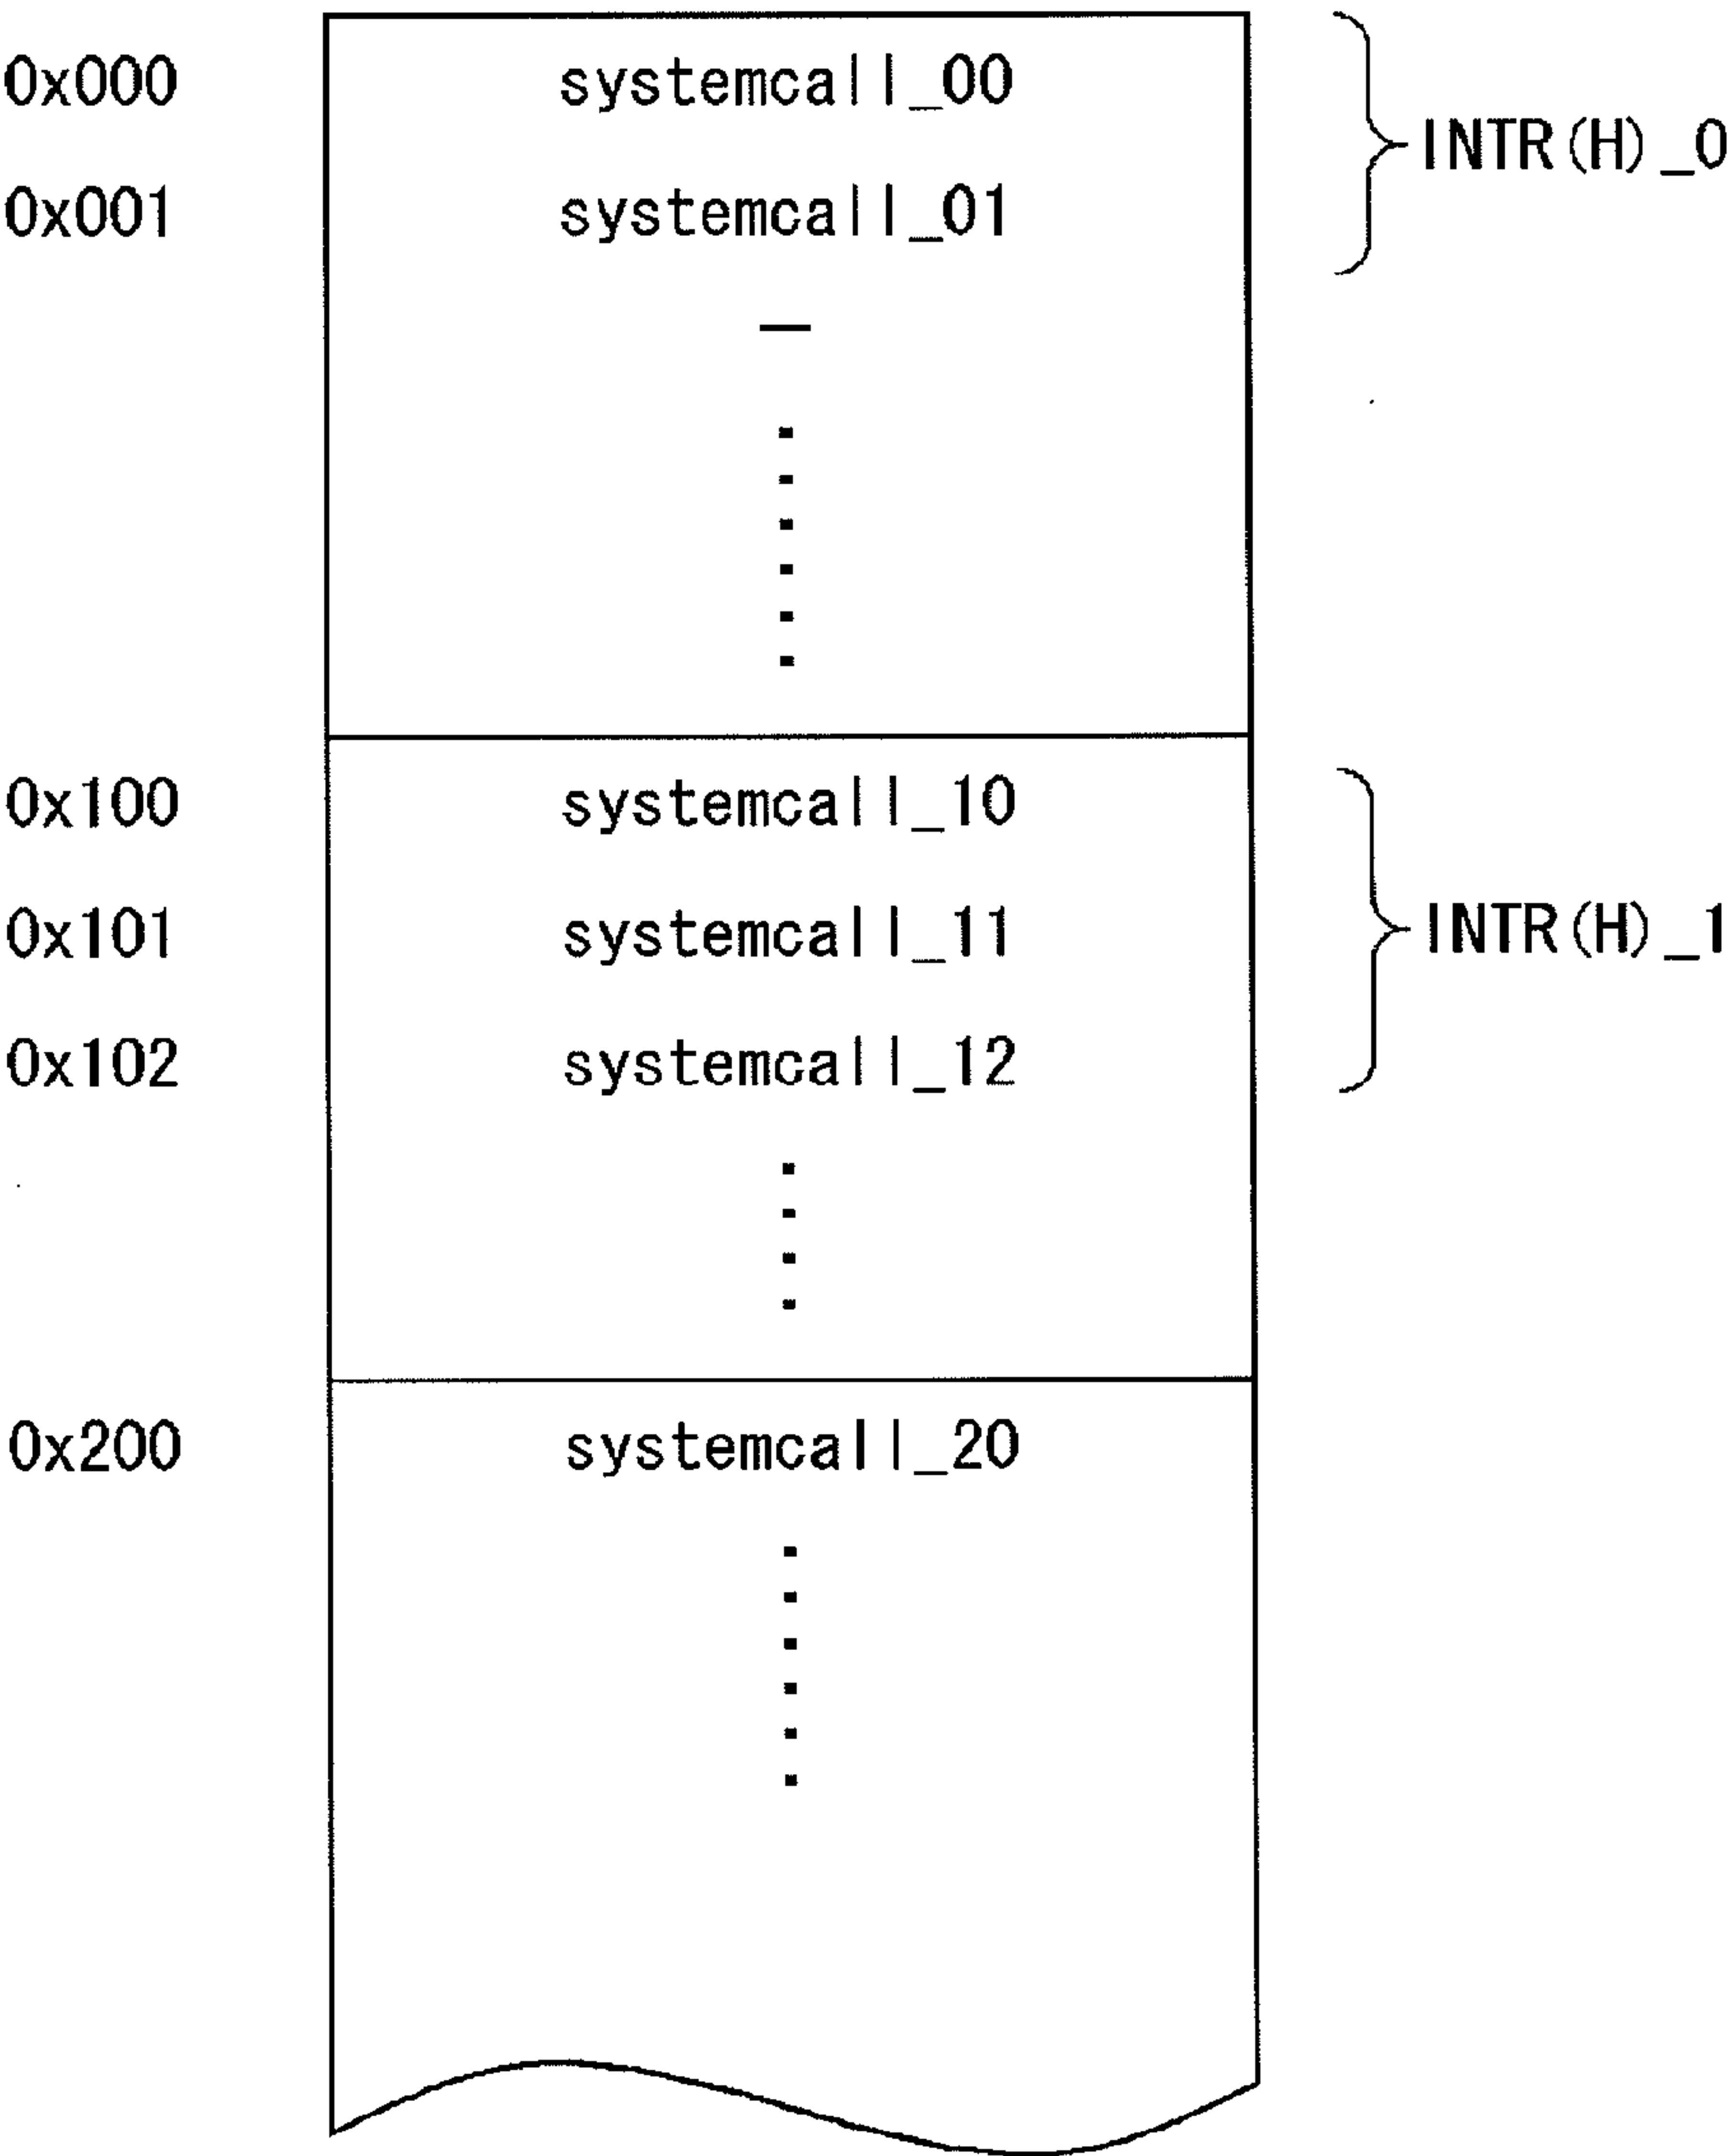 0x000 systemcall_00
INTR(H)_0
0x001 systemcall_01
—
0x100 systemcall_10
0x101 systemcall_11
INTR(H)_1
0x102 systemcall_12
0x200 systemcall_20